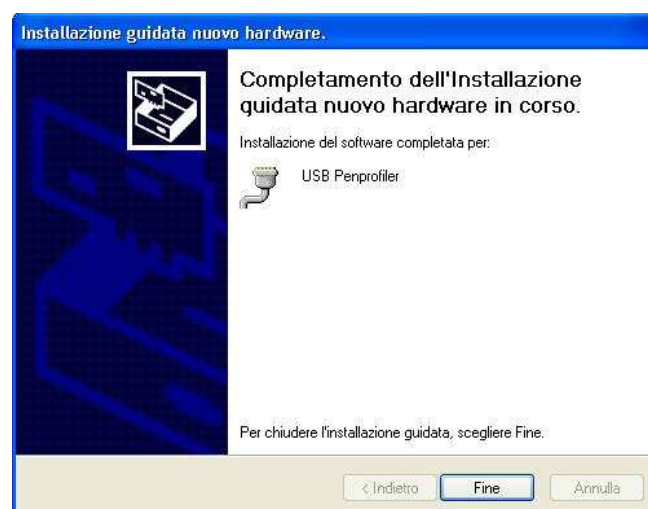 Installazione guidata nuovo hardware.
Completamento dell'Installazione
guidata nuovo hardware in corso.
Installazione del software completata per:
USB Penprofiler
Per chiudere l'installazione guidata, scegliere Fine.
< Indietro Fine Annulla